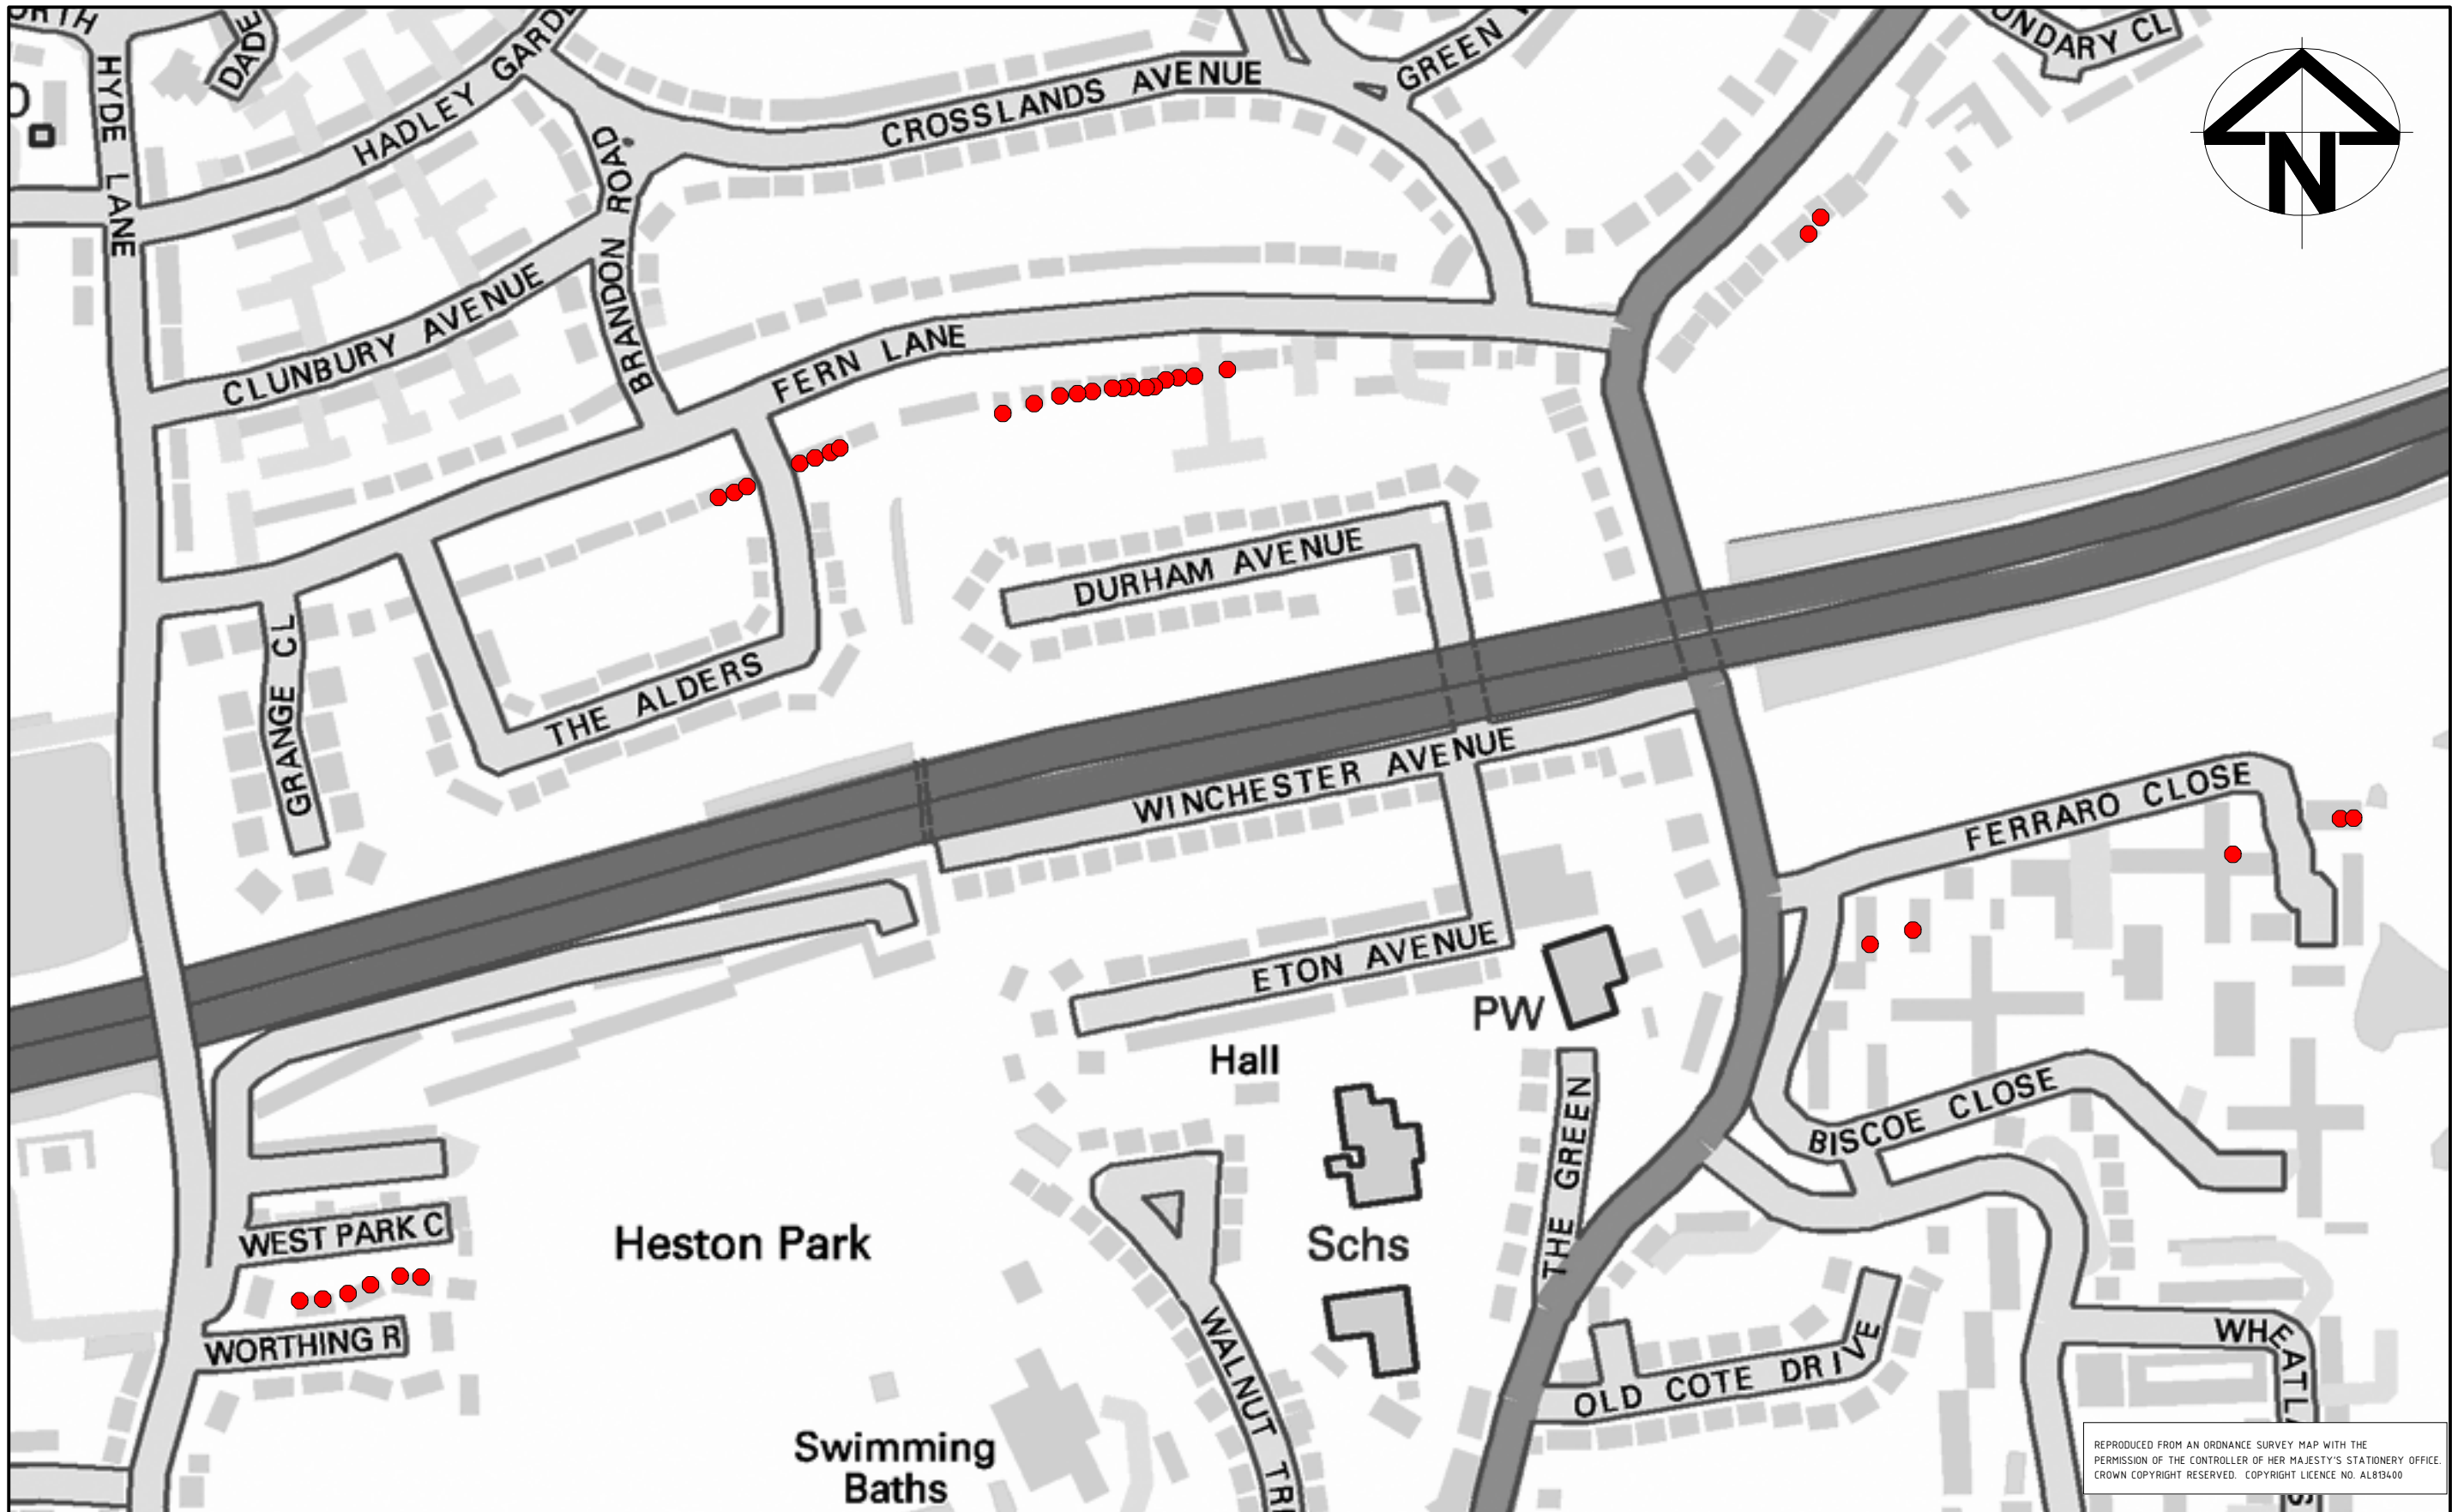 HYDE LANE
HADLEY
CROSSLANDS AVENUE
GREEN
N
BRANDON ROAD
CLUNBURY AVENUE
FERN LANE
DURHAM AVENUE
GRANGE CL
THE ALDERS
WINCHESTER AVENUE
FERRARO CLOSE
ETON AVENUE
PW
Hall
THE GREEN
BISCOE CLOSE
WEST PARK C
Heston Park
Schs
WORTHING R
WALNUT TR
OLD COTE DRIVE
Swimming
Baths
REPRODUCED FROM AN ORDNANCE SURVEY MAP WITH THE
PERMISSION OF THE CONTROLLER OF HER MAJESTY'S STATIONERY OFFICE.
CROWN COPYRIGHT RESERVED. COPYRIGHT LICENCE NO. AL813400